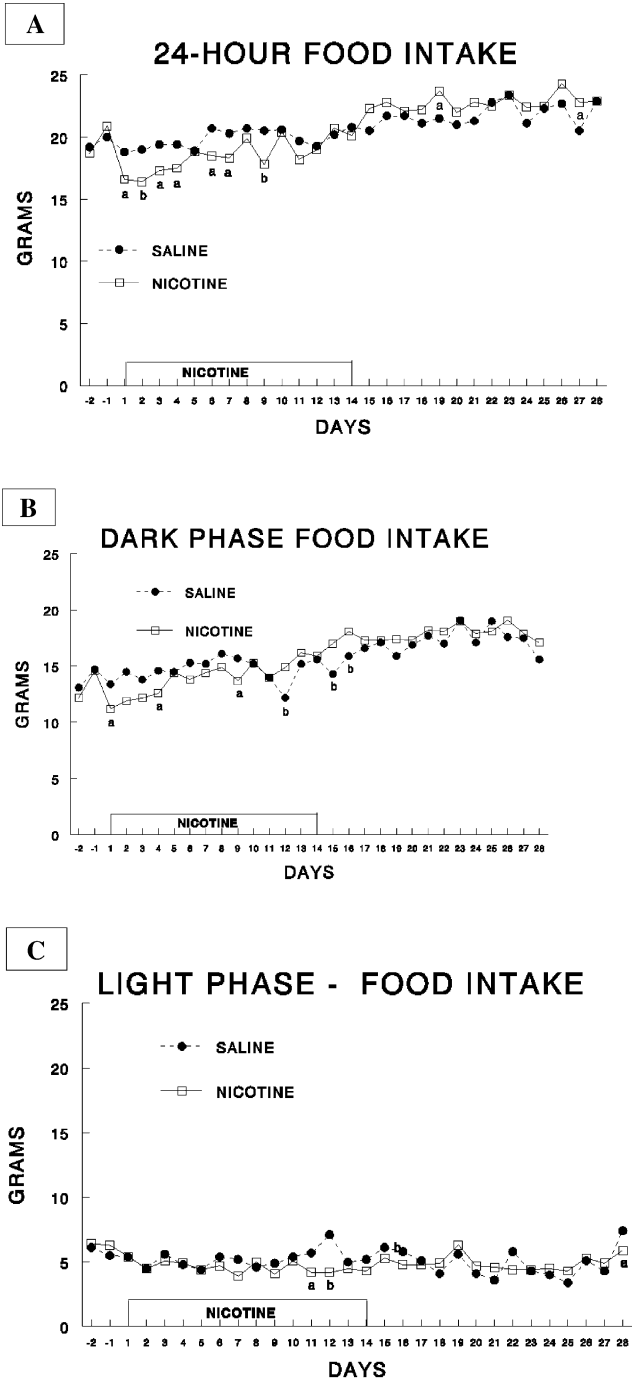 A
24-HOUR FOOD INTAKE
25
20
15
10
5
0
GRAMS
a b a a a a b a a
SALINE
NICOTINE
NICOTINE
-2 -1 1 2 3 4 5 6 7 8 9 10 11 12 13 14 15 16 17 18 19 20 21 22 23 24 25 26 27 28
DAYS
B
DARK PHASE FOOD INTAKE
25
20
15
10
5
0
GRAMS
SALINE
NICOTINE
a a a b b b
NICOTINE
-2 -1 1 2 3 4 5 6 7 8 9 10 11 12 13 14 15 16 17 18 19 20 21 22 23 24 25 26 27 28
DAYS
C
LIGHT PHASE - FOOD INTAKE
25
20
15
10
5
0
GRAMS
SALINE
NICOTINE
a b b a
NICOTINE
-2 -1 1 2 3 4 5 6 7 8 9 10 11 12 13 14 15 16 17 18 19 20 21 22 23 24 25 26 27 28
DAYS